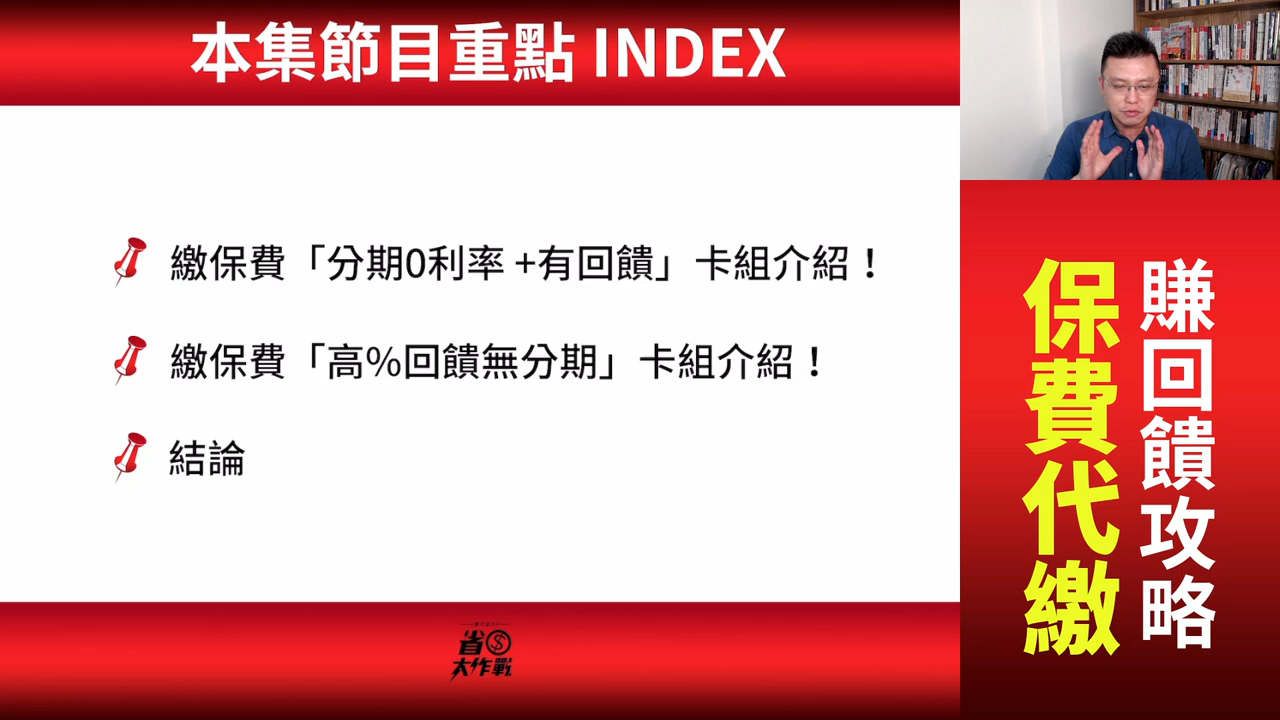 本集節目重點 INDEX
繳保費「分期0利率 +有回饋」卡組介紹！
繳保費「高%回饋無分期」卡組介紹！
結論
省$
大作戰
賺回饋攻略
保費代繳